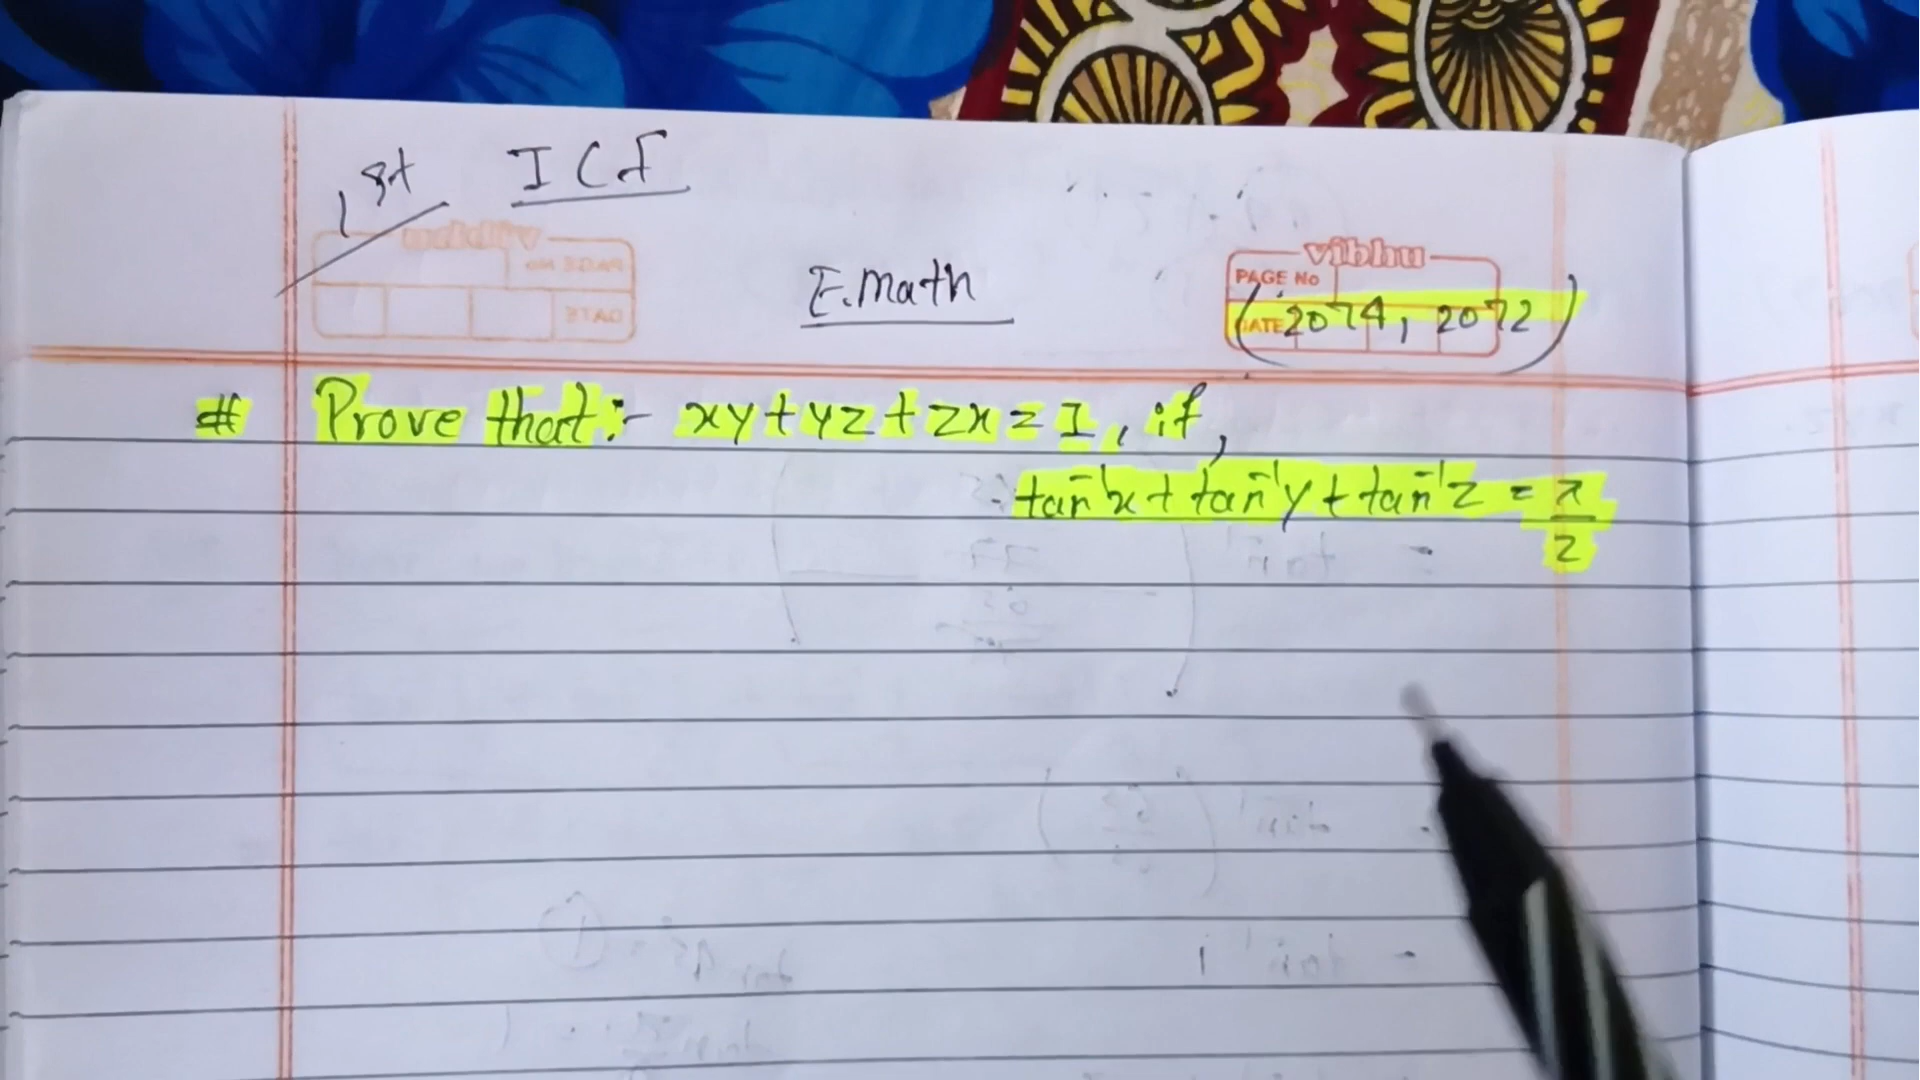 1st ICF
vibhu
PAGE No
DATE
E.math
(2074, 2072)
# Prove that:- xy+yz+zx=1, if,
tan⁻¹x + tan⁻¹y + tan⁻¹z = π/2